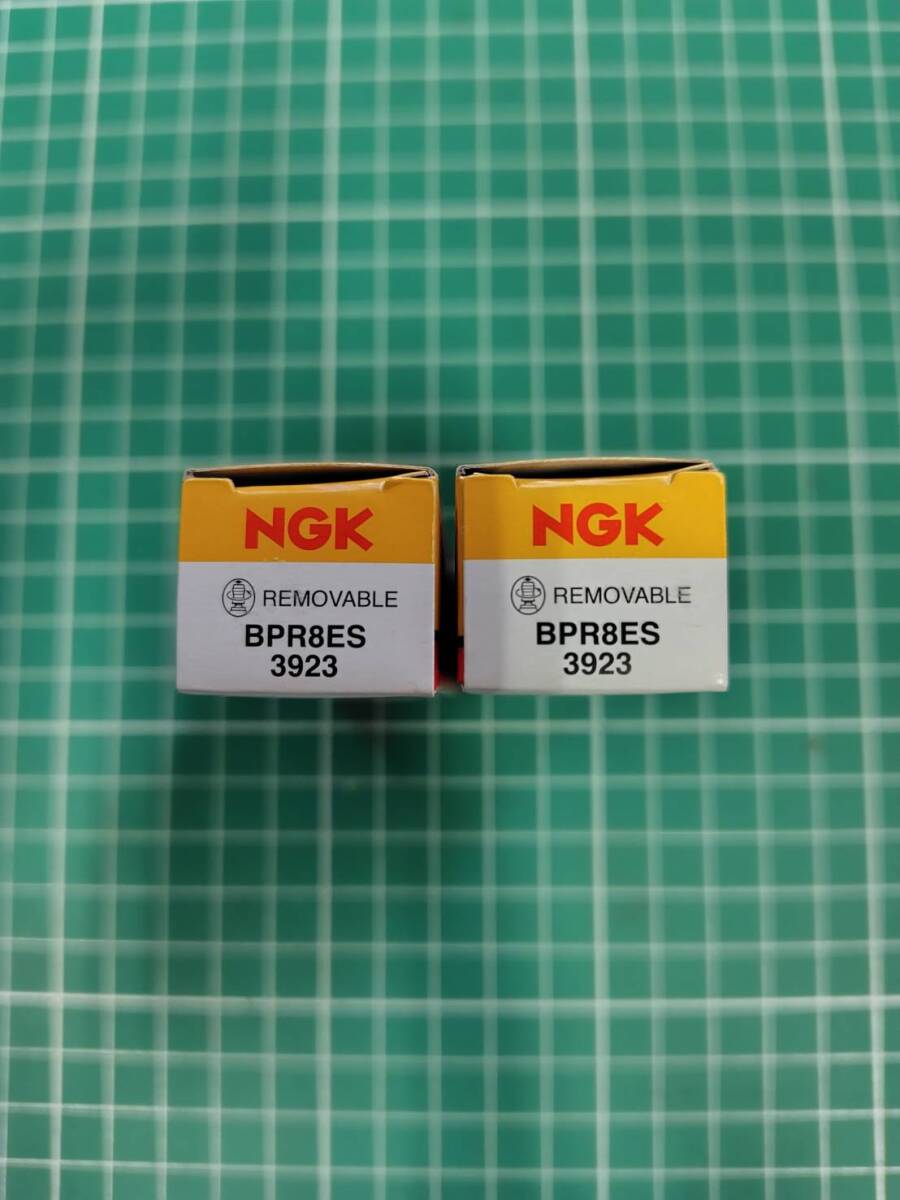 NGK
REMOVABLE
BPR8ES
3923
NGK
REMOVABLE
BPR8ES
3923